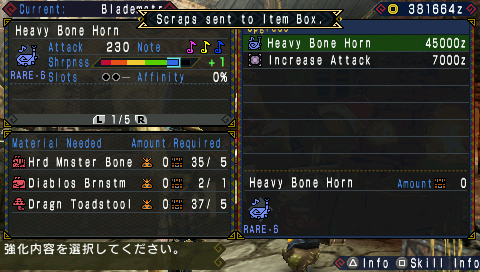 Current: Bladema
Scraps sent to Item Box.
381664z
Heavy Bone Horn
Attack 230 Note
Shrpnss +1
RARE-6 Slots Affinity 0%
L 1/5 R
Material Needed Amount/Required
Hrd Mnster Bone 0 35/ 5
Diablos Brnstm 0 2/ 1
Dragn Toadstool 0 37/ 5
Heavy Bone Horn 45000z
Increase Attack 7000z
Heavy Bone Horn Amount 0
RARE-6
強化内容を選択してください。
Info Skill Info